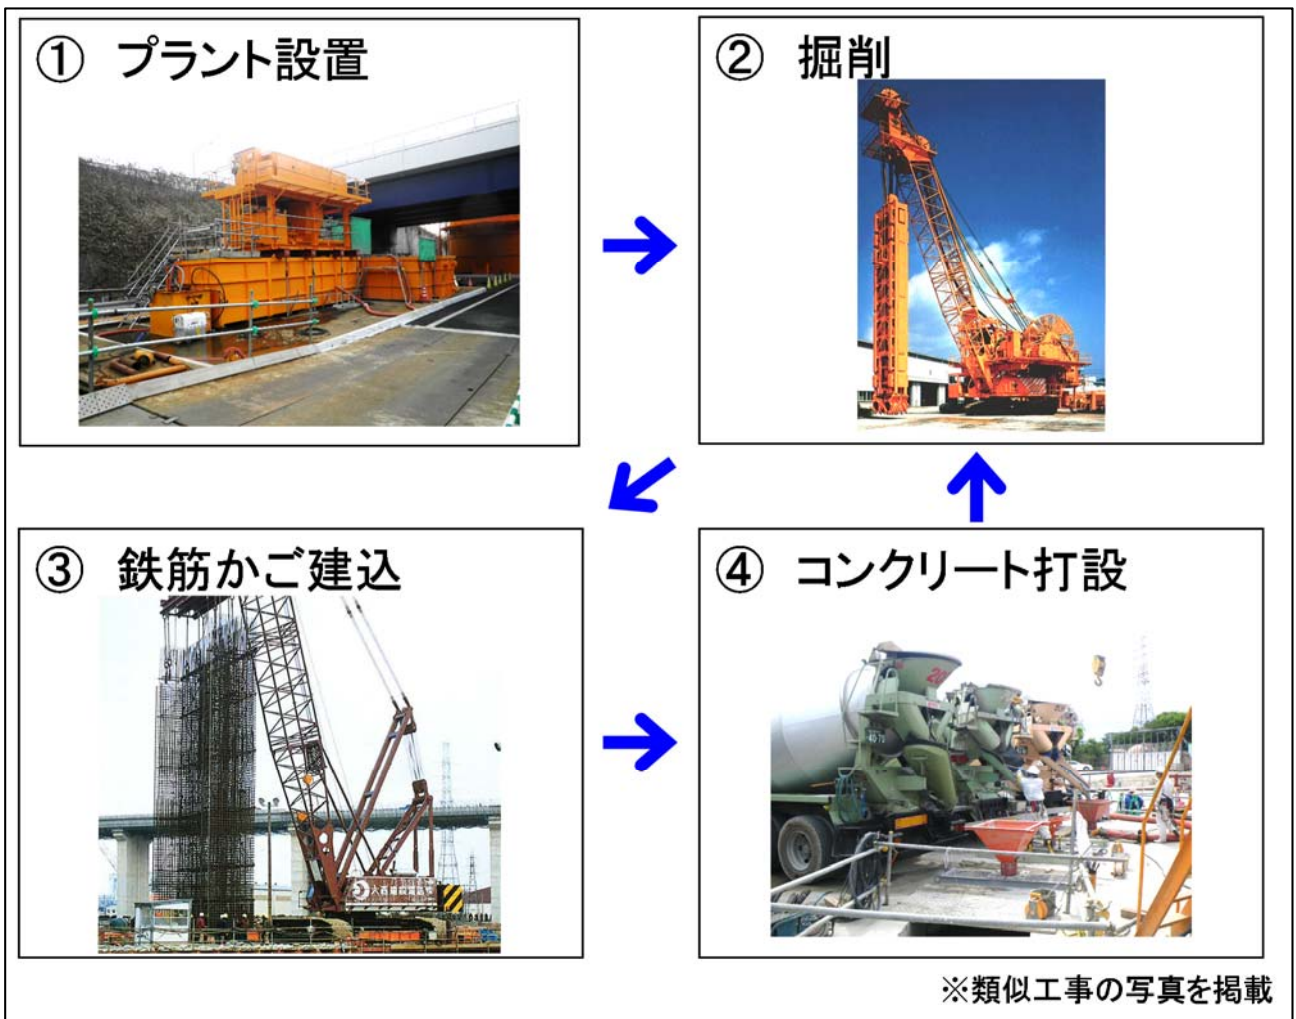 ① プラント設置
② 掘削
③ 鉄筋かご建込
④ コンクリート打設
※類似工事の写真を掲載